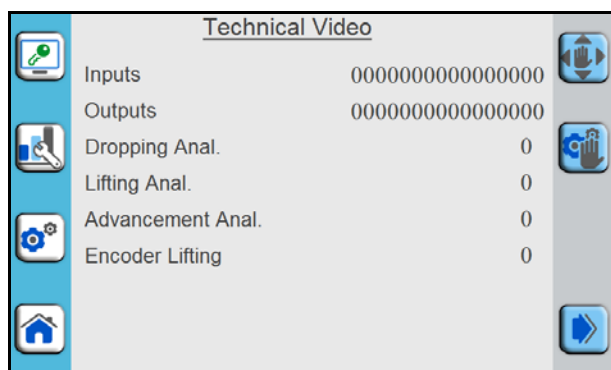 Technical Video
Inputs 0000000000000000
Outputs 0000000000000000
Dropping Anal. 0
Lifting Anal. 0
Advancement Anal. 0
Encoder Lifting 0